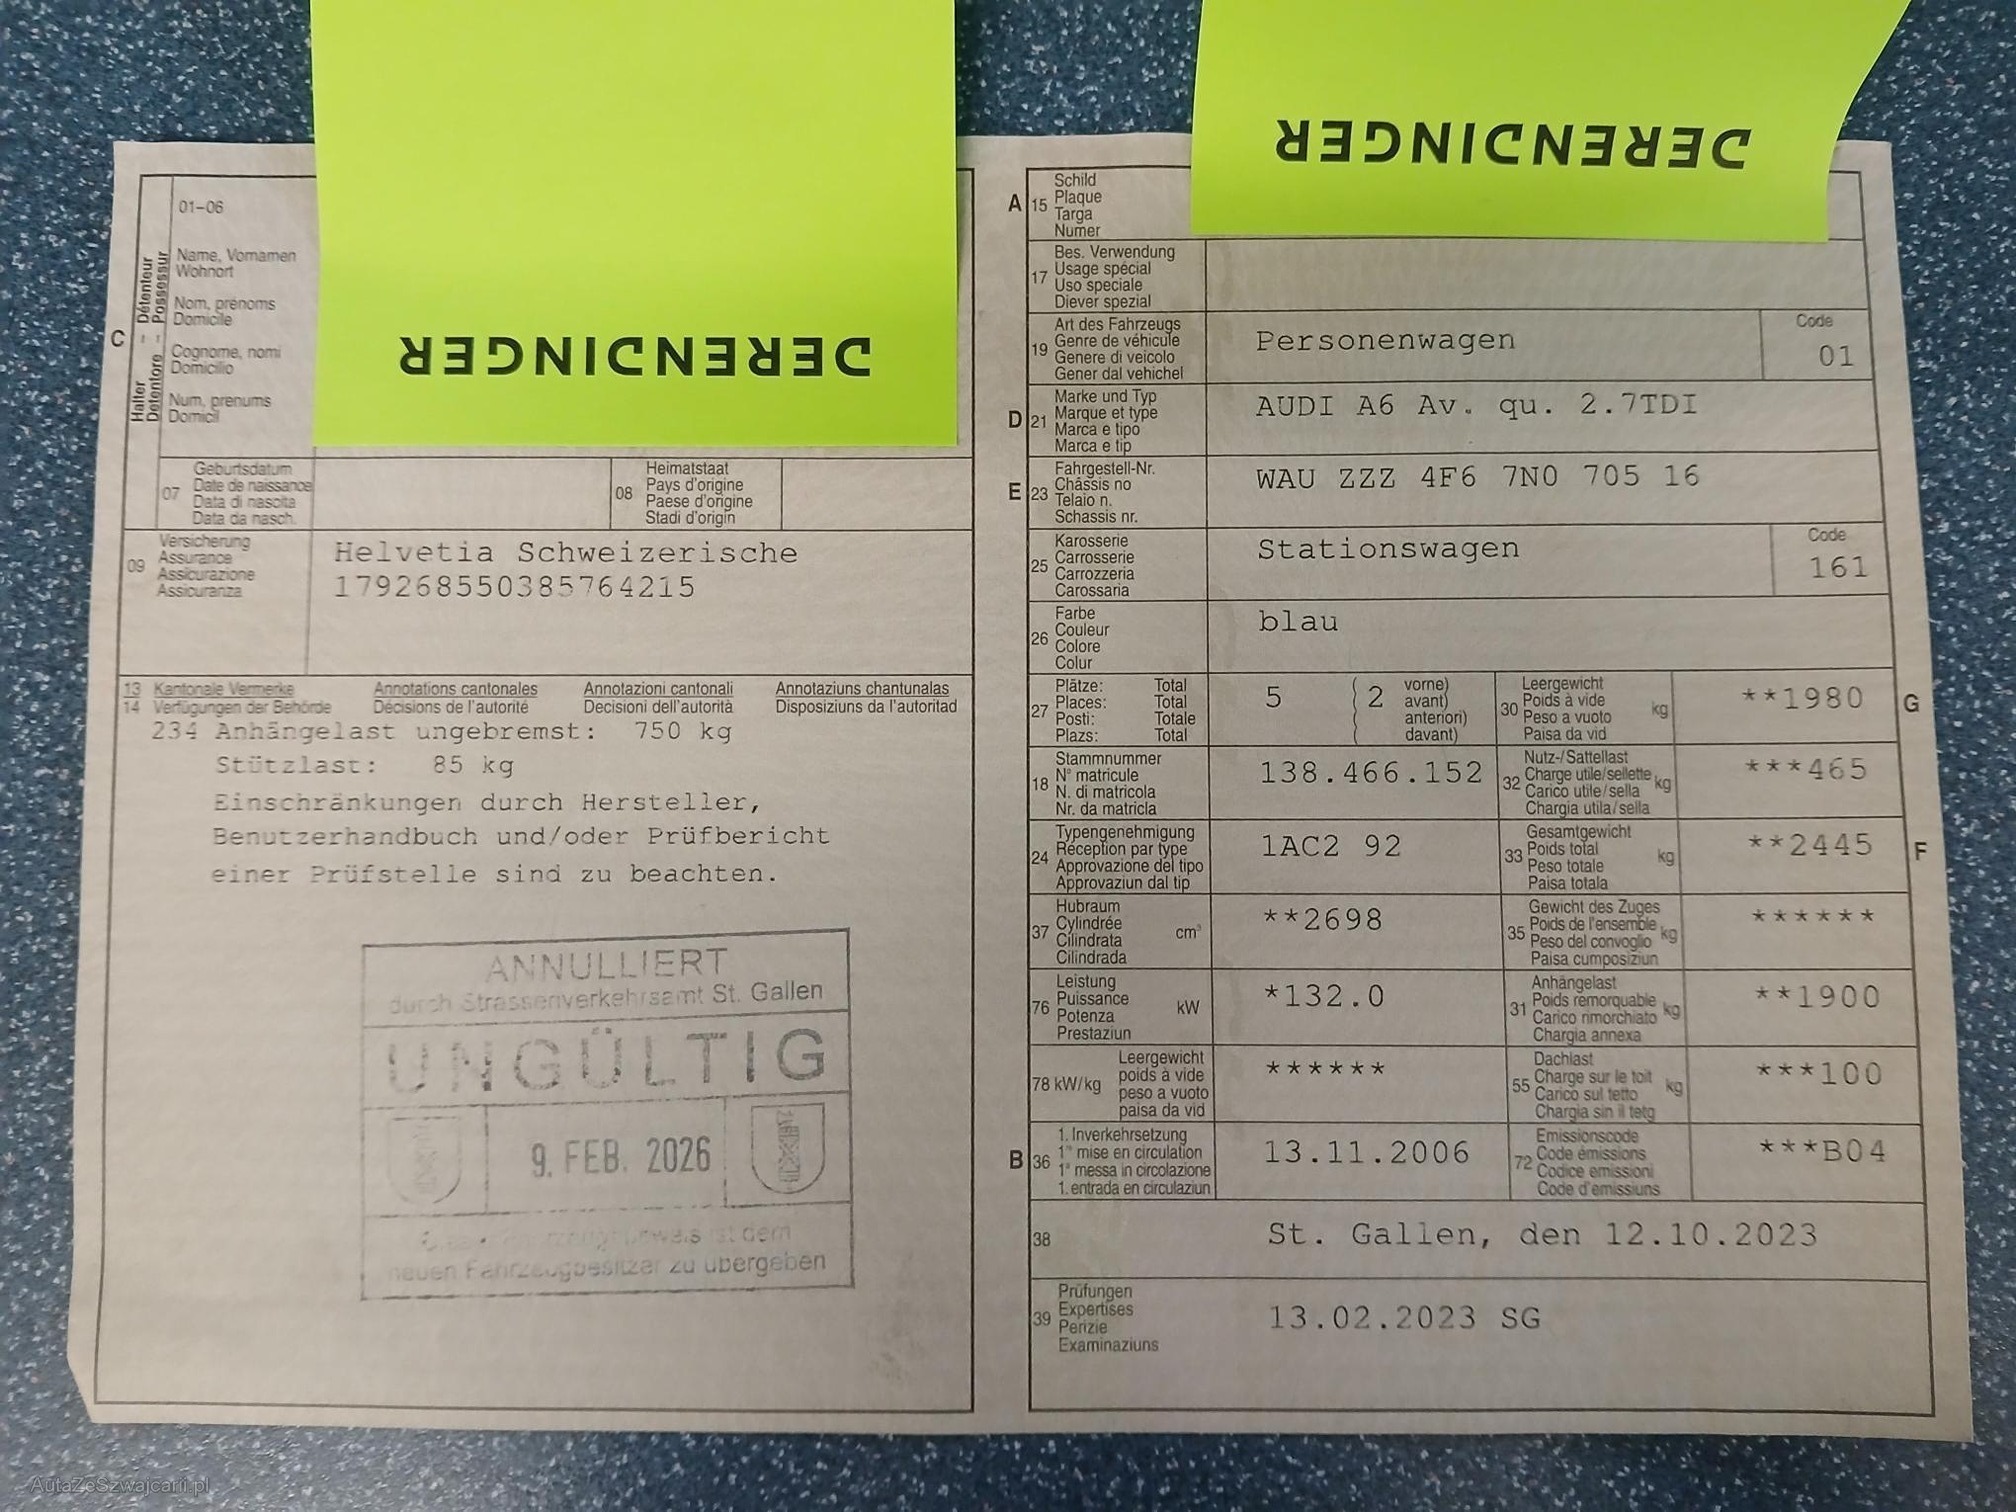 DERENDINGER
DERENDINGER
C
Halter - Détenteur
Detentore - Possessur
01-06
Name, Vornamen
Wohnort
Nom, prénoms
Domicile
Cognome, nomi
Domicilio
Num, prenums
Domicil
07
Geburtsdatum
Date de naissance
Data di nascita
Data da nasch.
08
Heimatstaat
Pays d'origine
Paese d'origine
Stadi d'origin
09
Versicherung
Assurance
Assicurazione
Assicuranza
Helvetia Schweizerische
179268550385764215
13 Kantonale Vermerke Annotations cantonales Annotazioni cantonali Annotaziuns chantunalas
14 Verfügungen der Behörde Décisions de l'autorité Decisioni dell'autorità Disposiziuns da l'autoritad
234 Anhängelast ungebremst: 750 kg
Stützlast: 85 kg
Einschränkungen durch Hersteller,
Benutzerhandbuch und/oder Prüfbericht
einer Prüfstelle sind zu beachten.
ANNULLIERT
durch Strassenverkehrsamt St. Gallen
UNGÜLTIG
9. FEB. 2026
ist dem
neuen Fahrzeugbesitzer zu übergeben
A 15
Schild
Plaque
Targa
Numer
17
Bes. Verwendung
Usage spécial
Uso speciale
Diever spezial
19
Art des Fahrzeugs
Genre de véhicule
Genere di veicolo
Gener dal vehichel
Personenwagen
Code
01
D 21
Marke und Typ
Marque et type
Marca e tipo
Marca e tip
AUDI A6 Av. qu. 2.7TDI
E 23
Fahrgestell-Nr.
Châssis no
Telaio n.
Schassis nr.
WAU ZZZ 4F6 7N0 705 16
25
Karosserie
Carrosserie
Carrozzeria
Carossaria
Stationswagen
Code
161
26
Farbe
Couleur
Colore
Colur
blau
27
Plätze: Total
Places: Total
Posti: Totale
Plazs: Total
5 ( 2
vorne)
avant)
anteriori)
davant)
30
Leergewicht
Poids à vide
Peso a vuoto
Paisa da vid
kg
**1980
G
18
Stammnummer
N° matricule
N. di matricola
Nr. da matricla
138.466.152
32
Nutz-/Sattellast
Charge utile/sellette
Carico utile/sella
Chargia utila/sella
kg
***465
24
Typengenehmigung
Réception par type
Approvazione del tipo
Approvaziun dal tip
1AC2 92
33
Gesamtgewicht
Poids total
Peso totale
Paisa totala
kg
**2445
F
37
Hubraum
Cylindrée
Cilindrata
Cilindrada
cm³
**2698
35
Gewicht des Zuges
Poids de l'ensemble
Peso del convoglio
Paisa cumposiziun
kg
******
76
Leistung
Puissance
Potenza
Prestaziun
kW
*132.0
31
Anhängelast
Poids remorquable
Carico rimorchiato
Chargia annexa
kg
**1900
78 kW/kg
Leergewicht
poids à vide
peso a vuoto
paisa da vid
******
55
Dachlast
Charge sur le toit
Carico sul tetto
Chargia sin il tetg
kg
***100
B 36
1. Inverkehrsetzung
1re mise en circulation
1a messa in circolazione
1. entrada en circulaziun
13.11.2006
72
Emissionscode
Code émissions
Codice emissioni
Code d'emissiuns
***B04
38
St. Gallen, den 12.10.2023
39
Prüfungen
Expertises
Perizie
Examinaziuns
13.02.2023 SG
AutaZeSzwajcarii.pl